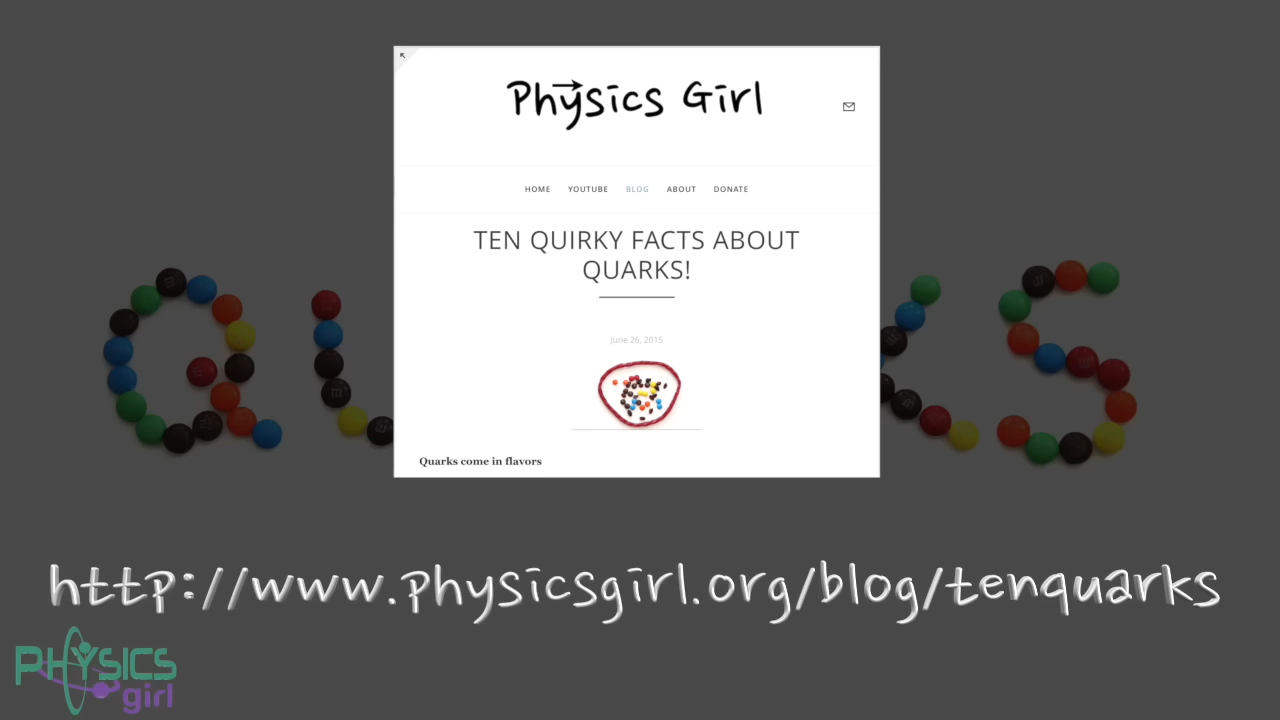 Physics Girl
HOME YOUTUBE BLOG ABOUT DONATE
TEN QUIRKY FACTS ABOUT
QUARKS!
June 26, 2015
Quarks come in flavors
http://www.physicsgirl.org/blog/tenquarks
PHYSICS
girl